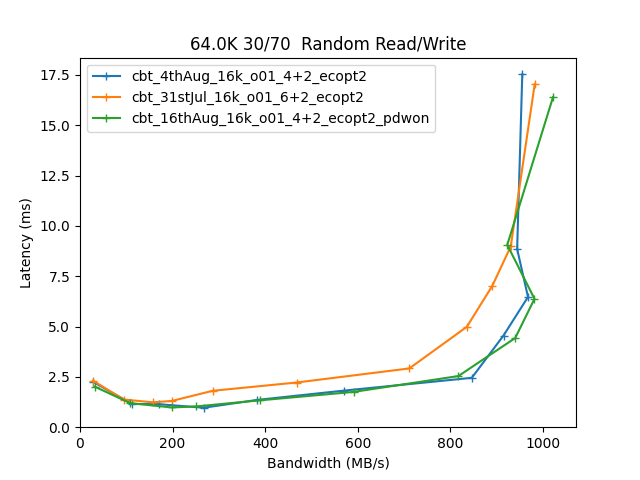 64.0K 30/70  Random Read/Write
cbt_4thAug_16k_o01_4+2_ecopt2
cbt_31stJul_16k_o01_6+2_ecopt2
cbt_16thAug_16k_o01_4+2_ecopt2_pdwon
Latency (ms)
17.5
15.0
12.5
10.0
7.5
5.0
2.5
0.0
0 200 400 600 800 1000
Bandwidth (MB/s)